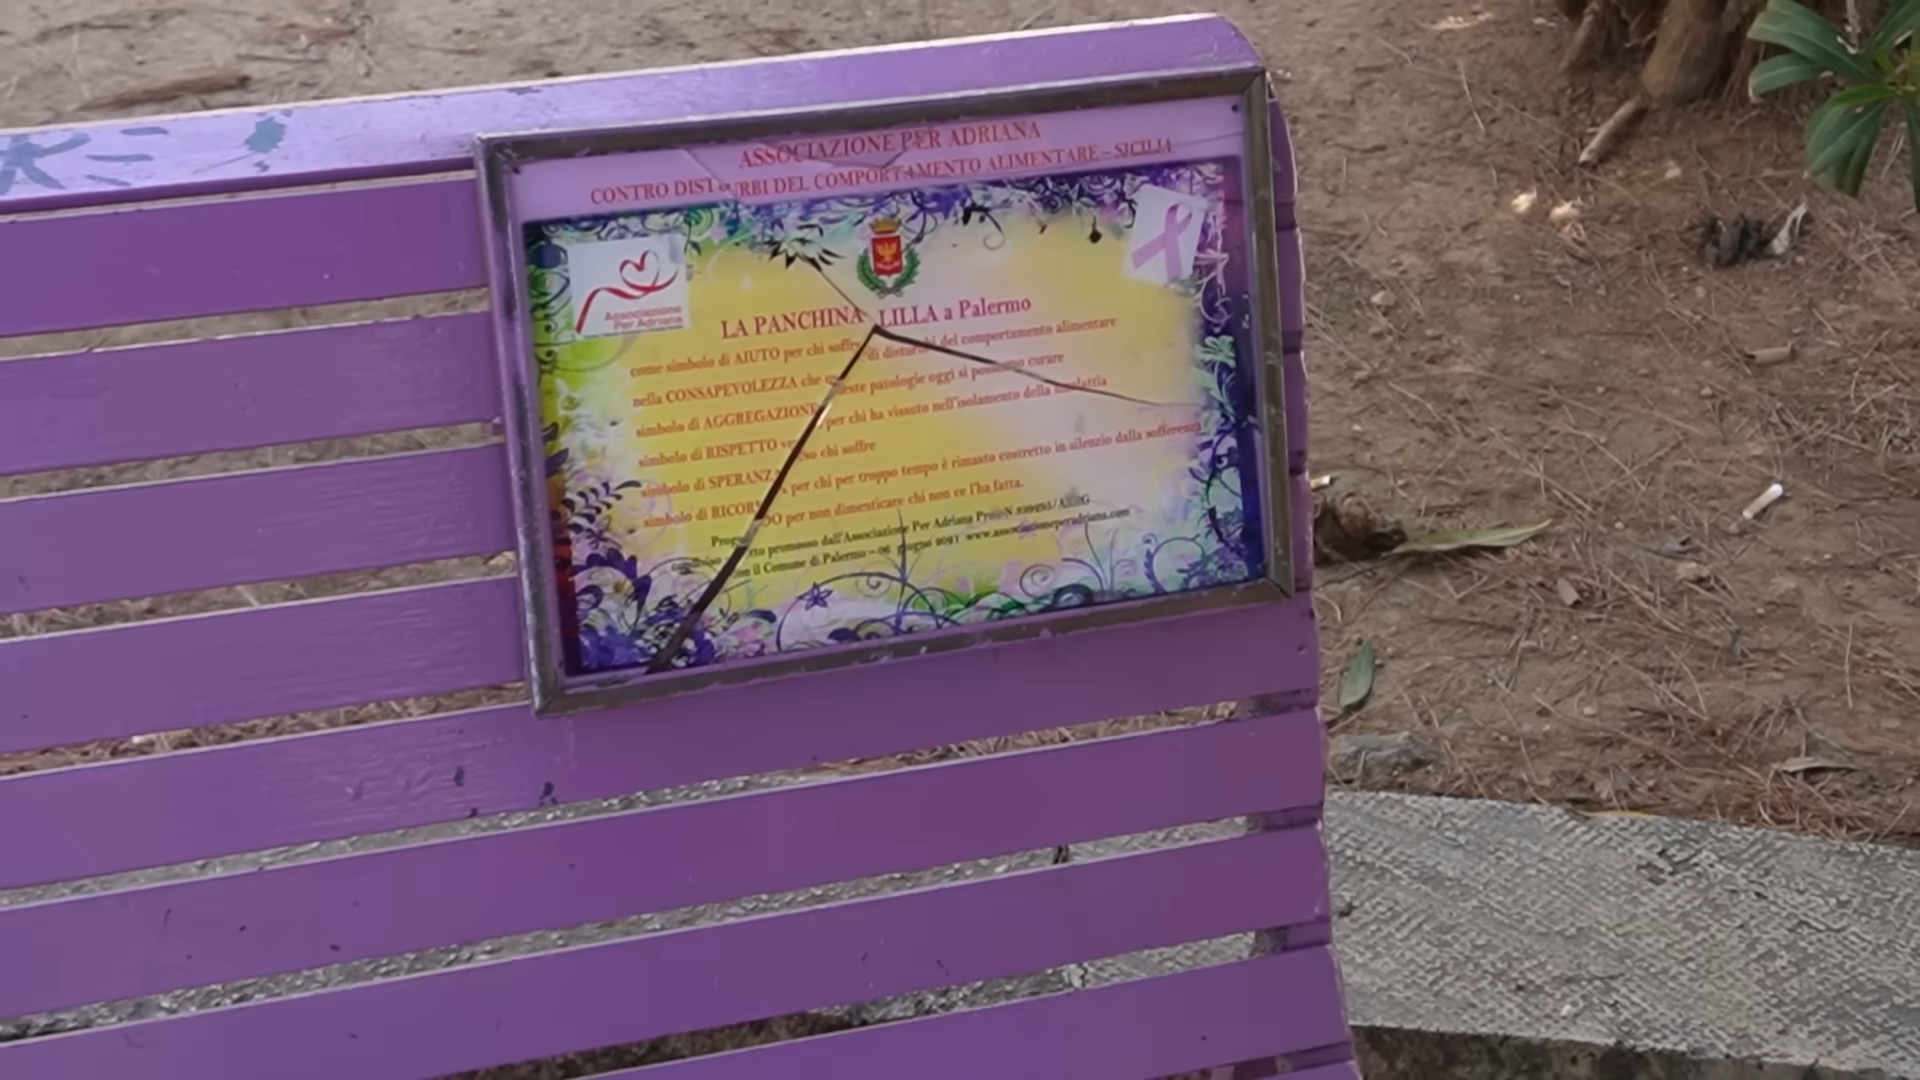 ASSOCIAZIONE PER ADRIANA
CONTRO DISTURBI DEL COMPORTAMENTO ALIMENTARE - SICILIA
Associazione
Per Adriana
LA PANCHINA LILLA a Palermo
come simbolo di AIUTO per chi soffre di disturbi del comportamento alimentare
nella CONSAPEVOLEZZA che queste patologie oggi si possono curare
simbolo di AGGREGAZIONE per chi ha vissuto nell'isolamento della malattia
simbolo di RISPETTO verso chi soffre
simbolo di SPERANZA per chi per troppo tempo è rimasto costretto in silenzio dalla sofferenza
simbolo di RICORDO per non dimenticare chi non ce l'ha fatta.
Progetto promosso dall'Associazione Per Adriana
con il Comune di Palermo - 06 giugno 2021 www.associazioneperadriana.com